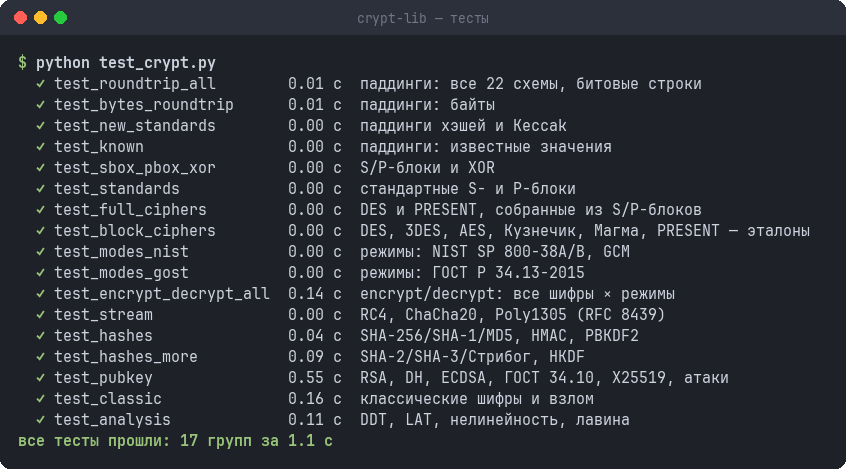 crypt-lib — тесты
$ python test_crypt.py
✓ test_roundtrip_all 0.01 с паддинги: все 22 схемы, битовые строки
✓ test_bytes_roundtrip 0.01 с паддинги: байты
✓ test_new_standards 0.00 с паддинги хэшей и Keccak
✓ test_known 0.00 с паддинги: известные значения
✓ test_sbox_pbox_xor 0.00 с S/P-блоки и XOR
✓ test_standards 0.00 с стандартные S- и P-блоки
✓ test_full_ciphers 0.00 с DES и PRESENT, собранные из S/P-блоков
✓ test_block_ciphers 0.00 с DES, 3DES, AES, Кузнечик, Магма, PRESENT — эталоны
✓ test_modes_nist 0.00 с режимы: NIST SP 800-38A/B, GCM
✓ test_modes_gost 0.00 с режимы: ГОСТ Р 34.13-2015
✓ test_encrypt_decrypt_all 0.14 с encrypt/decrypt: все шифры × режимы
✓ test_stream 0.00 с RC4, ChaCha20, Poly1305 (RFC 8439)
✓ test_hashes 0.04 с SHA-256/SHA-1/MD5, HMAC, PBKDF2
✓ test_hashes_more 0.09 с SHA-2/SHA-3/Стрибог, HKDF
✓ test_pubkey 0.55 с RSA, DH, ECDSA, ГОСТ 34.10, X25519, атаки
✓ test_classic 0.16 с классические шифры и взлом
✓ test_analysis 0.11 с DDT, LAT, нелинейность, лавина
все тесты прошли: 17 групп за 1.1 с